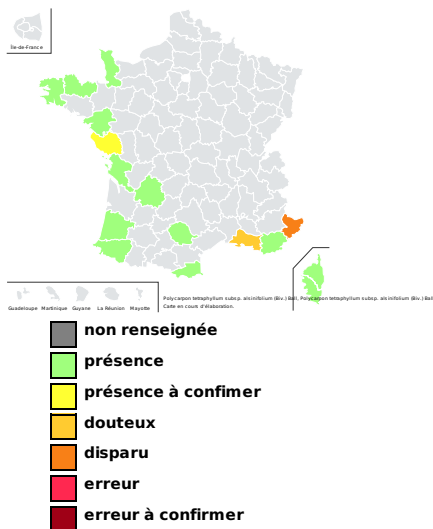 Île-de-France
Guadeloupe Martinique Guyane La Réunion Mayotte
Polycarpon tetraphyllum subsp. alsinifolium (Biv.) Ball, Polycarpon tetraphyllum subsp. alsinifolium (Biv.) Ball
Carte en cours d'élaboration.
non renseignée
présence
présence à confimer
douteux
disparu
erreur
erreur à confirmer